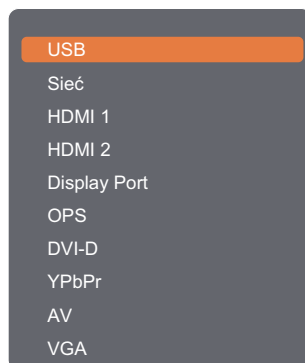 USB
Sieć
HDMI 1
HDMI 2
Display Port
OPS
DVI-D
YPbPr
AV
VGA